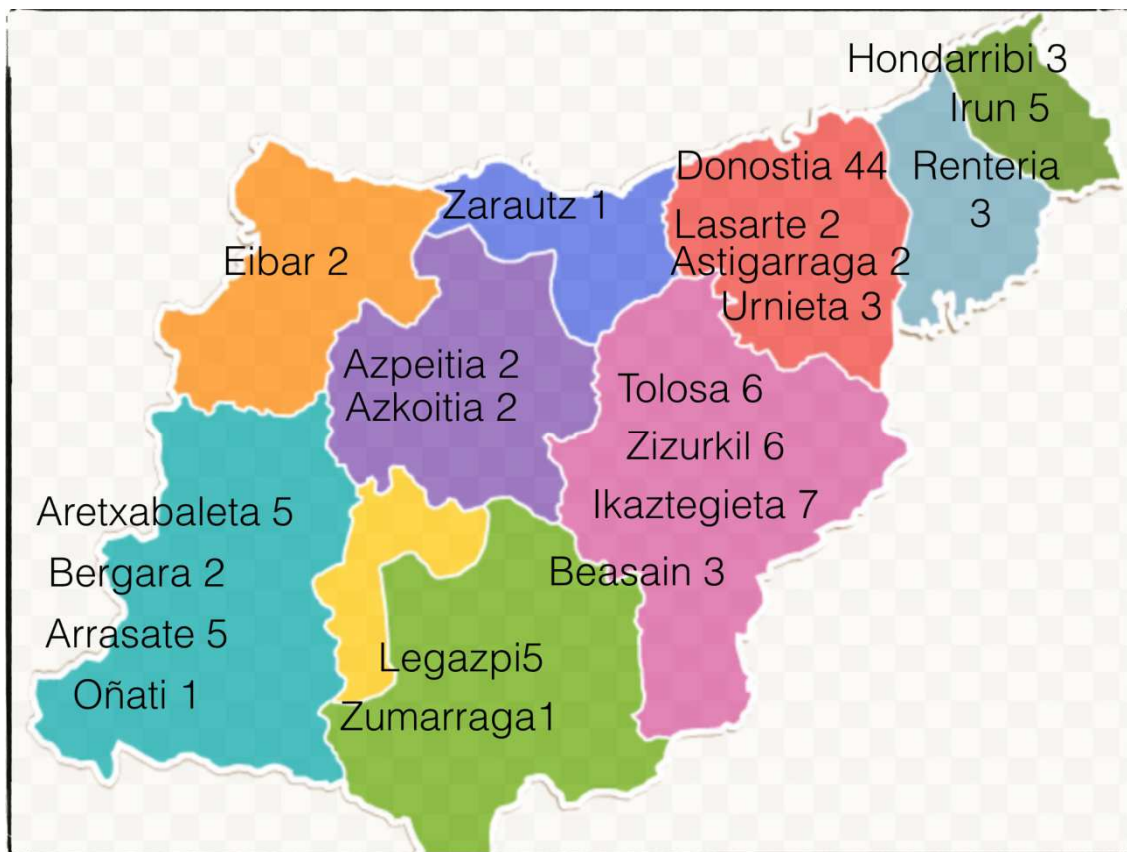 Hondarribi 3
Irun 5
Donostia 44
Renteria
3
Zarautz 1
Lasarte 2
Astigarraga 2
Urnieta 3
Eibar 2
Azpeitia 2
Azkoitia 2
Tolosa 6
Zizurkil 6
Ikaztegieta 7
Aretxabaleta 5
Bergara 2
Arrasate 5
Oñati 1
Beasain 3
Legazpi5
Zumarraga1